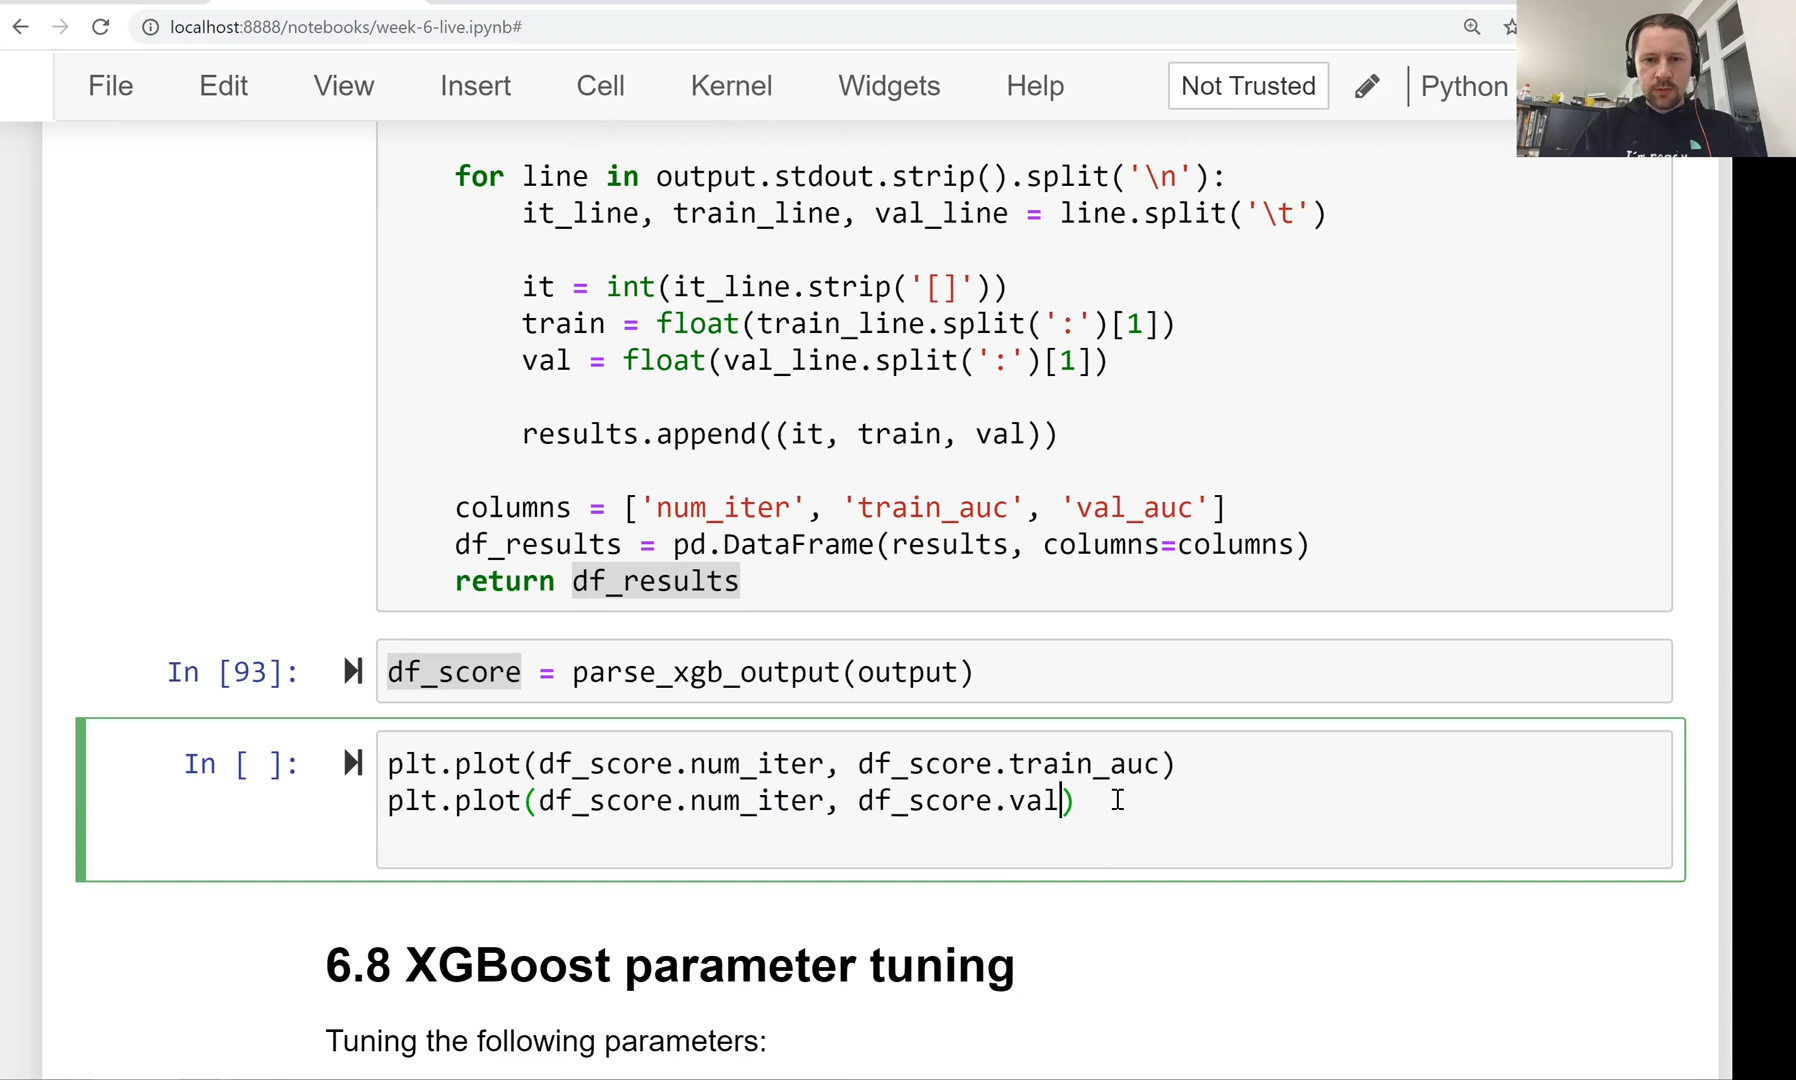 localhost:8888/notebooks/week-6-live.ipynb#
File Edit View Insert Cell Kernel Widgets Help Not Trusted Python
for line in output.stdout.strip().split('\n'):
it_line, train_line, val_line = line.split('\t')
it = int(it_line.strip('[]'))
train = float(train_line.split(':')[1])
val = float(val_line.split(':')[1])
results.append((it, train, val))
columns = ['num_iter', 'train_auc', 'val_auc']
df_results = pd.DataFrame(results, columns=columns)
return df_results
In [93]: df_score = parse_xgb_output(output)
In [ ]: plt.plot(df_score.num_iter, df_score.train_auc)
plt.plot(df_score.num_iter, df_score.val)
6.8 XGBoost parameter tuning
Tuning the following parameters: